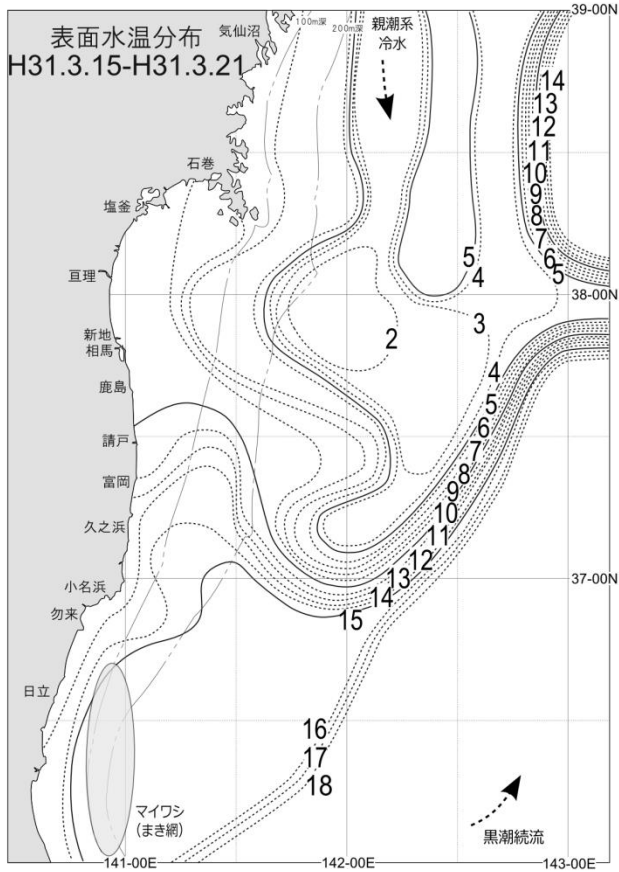 表面水温分布
H31.3.15-H31.3.21
気仙沼
100m深
200m深
親潮系
冷水
39-00N
14
13
12
11
10
9
8
7
6
5
石巻
塩釜
亘理
5
4
38-00N
新地
相馬
2
3
鹿島
4
5
6
7
8
9
10
11
12
13
14
15
請戸
富岡
久之浜
小名浜
37-00N
勿来
日立
16
17
18
マイワシ
(まき網)
黒潮続流
141-00E
142-00E
143-00E